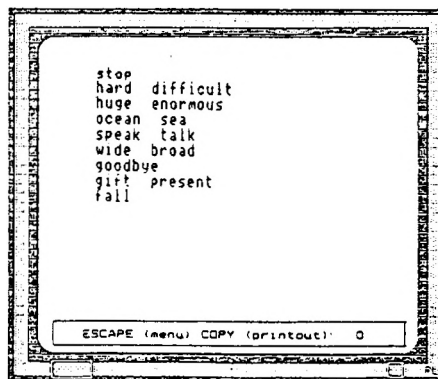 stop
hard difficult
huge enormous
ocean sea
speak talk
wide broad
goodbye
gift present
fall
ESCAPE (menu) COPY (printout): 0